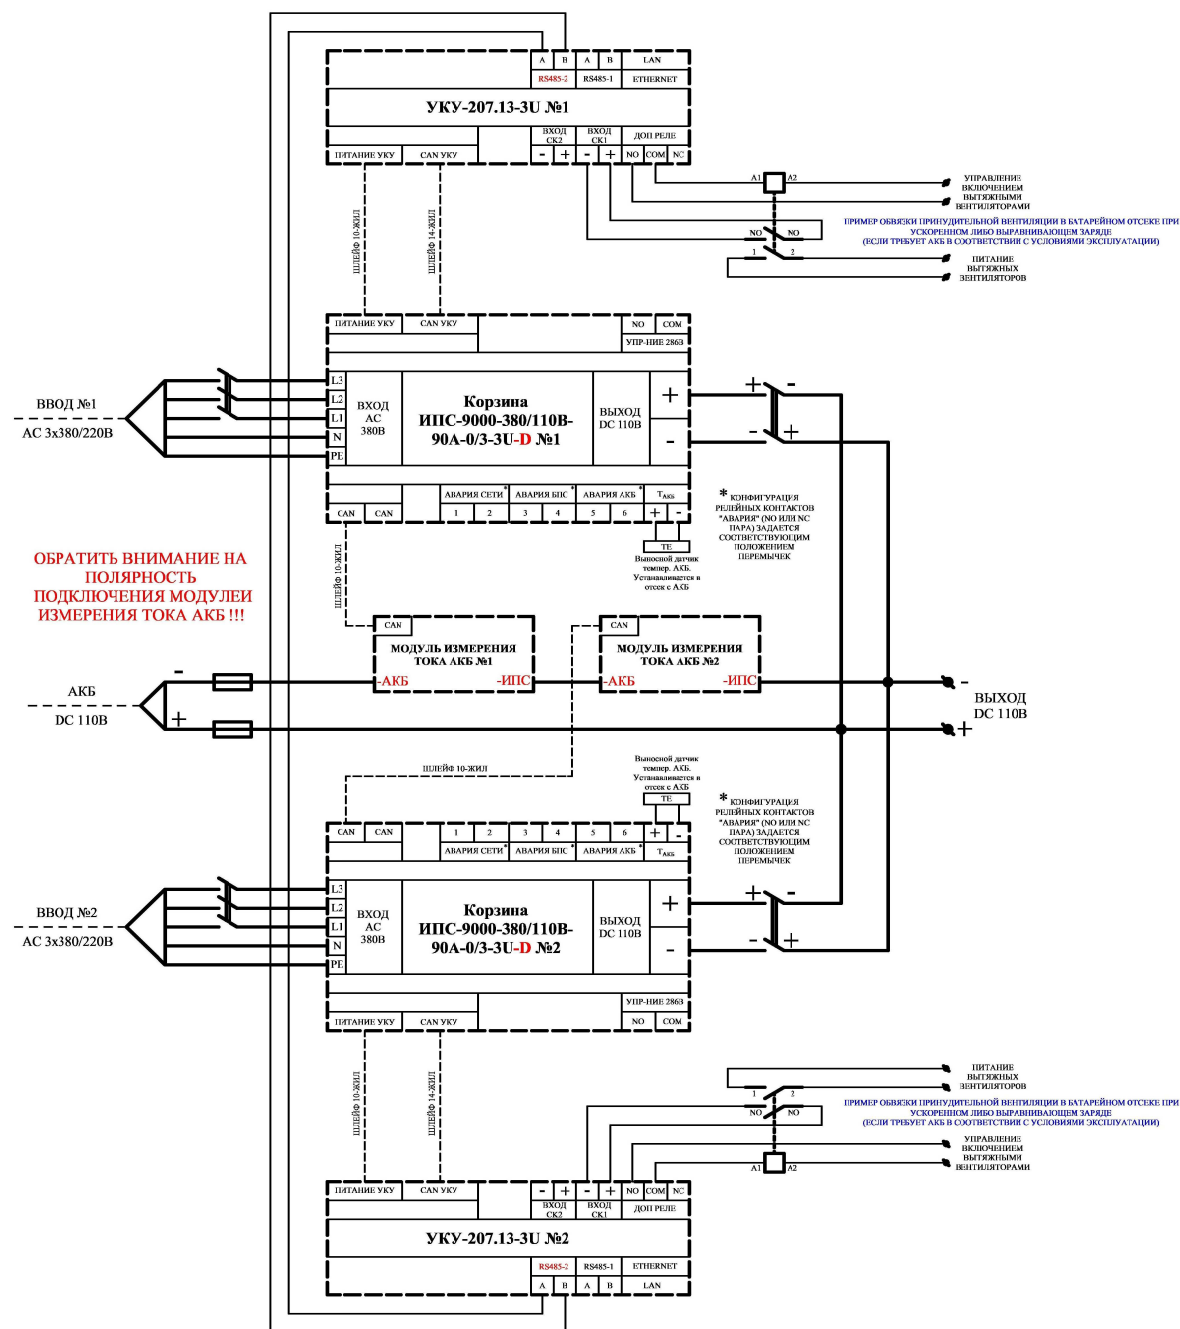 A B A B LAN
RS485-2 RS485-1 ETHERNET
УКУ-207.13-3U №1
ВХОД СК2 ВХОД СК1 ДОП РЕЛЕ
ПИТАНИЕ УКУ CAN УКУ - + - + NO COM NC
ШЛЕЙФ 10-ЖИЛ
ШЛЕЙФ 14-ЖИЛ
A1 A2
УПРАВЛЕНИЕ
ВКЛЮЧЕНИЕМ
ВЫТЯЖНЫМИ
ВЕНТИЛЯТОРАМИ
ПРИМЕР ОБВЯЗКИ ПРИНУДИТЕЛЬНОЙ ВЕНТИЛЯЦИИ В БАТАРЕЙНОМ ОТСЕКЕ ПРИ
УСКОРЕННОМ ЛИБО ВЫРАВНИВАЮЩЕМ ЗАРЯДЕ
(ЕСЛИ ТРЕБУЕТ АКБ В СООТВЕТСТВИИ С УСЛОВИЯМИ ЭКСПЛУАТАЦИИ)
NO NO
1 2
ПИТАНИЕ
ВЫТЯЖНЫХ
ВЕНТИЛЯТОРОВ
ПИТАНИЕ УКУ CAN УКУ NO COM
УПР-НИЕ 286В
ВВОД №1
AC 3х380/220В
L3
L2
L1
N
PE
ВХОД
АС
380В
Корзина
ИПС-9000-380/110В-
90А-0/3-3U-D №1
ВЫХОД
DC 110В
+
-
+ -
- +
АВАРИЯ СЕТИ* АВАРИЯ БПС* АВАРИЯ АКБ* TАКБ
CAN CAN 1 2 3 4 5 6 + -
TE
Выносной датчик
темпер. АКБ.
Устанавливается в
отсек с АКБ
* КОНФИГУРАЦИЯ
РЕЛЕЙНЫХ КОНТАКТОВ
"АВАРИЯ" (NO ИЛИ NC
ПАРА) ЗАДАЕТСЯ
СООТВЕТСТВУЮЩИМ
ПОЛОЖЕНИЕМ
ПЕРЕМЫЧЕК
ШЛЕЙФ 10-ЖИЛ
ОБРАТИТЬ ВНИМАНИЕ НА
ПОЛЯРНОСТЬ
ПОДКЛЮЧЕНИЯ МОДУЛЕИ
ИЗМЕРЕНИЯ ТОКА АКБ !!!
CAN
МОДУЛЬ ИЗМЕРЕНИЯ
ТОКА АКБ №1
-АКБ -ИПС
CAN
МОДУЛЬ ИЗМЕРЕНИЯ
ТОКА АКБ №2
-АКБ -ИПС
АКБ
DC 110В
-
+
-
ВЫХОД
DC 110В
+
ШЛЕЙФ 10-ЖИЛ
Выносной датчик
темпер. АКБ.
Устанавливается в
отсек с АКБ
TE
* КОНФИГУРАЦИЯ
РЕЛЕЙНЫХ КОНТАКТОВ
"АВАРИЯ" (NO ИЛИ NC
ПАРА) ЗАДАЕТСЯ
СООТВЕТСТВУЮЩИМ
ПОЛОЖЕНИЕМ
ПЕРЕМЫЧЕК
CAN CAN 1 2 3 4 5 6 + -
АВАРИЯ СЕТИ* АВАРИЯ БПС* АВАРИЯ АКБ* TАКБ
ВВОД №2
AC 3х380/220В
L3
L2
L1
N
PE
ВХОД
АС
380В
Корзина
ИПС-9000-380/110В-
90А-0/3-3U-D №2
ВЫХОД
DC 110В
+
-
+ -
- +
УПР-НИЕ 286В
ПИТАНИЕ УКУ CAN УКУ NO COM
ШЛЕЙФ 10-ЖИЛ
ШЛЕЙФ 14-ЖИЛ
ПИТАНИЕ
ВЫТЯЖНЫХ
ВЕНТИЛЯТОРОВ
1 2
NO NO
ПРИМЕР ОБВЯЗКИ ПРИНУДИТЕЛЬНОЙ ВЕНТИЛЯЦИИ В БАТАРЕЙНОМ ОТСЕКЕ ПРИ
УСКОРЕННОМ ЛИБО ВЫРАВНИВАЮЩЕМ ЗАРЯДЕ
(ЕСЛИ ТРЕБУЕТ АКБ В СООТВЕТСТВИИ С УСЛОВИЯМИ ЭКСПЛУАТАЦИИ)
УПРАВЛЕНИЕ
ВКЛЮЧЕНИЕМ
ВЫТЯЖНЫМИ
ВЕНТИЛЯТОРАМИ
A1 A2
ПИТАНИЕ УКУ CAN УКУ - + - + NO COM NC
ВХОД СК2 ВХОД СК1 ДОП РЕЛЕ
УКУ-207.13-3U №2
RS485-2 RS485-1 ETHERNET
A B A B LAN